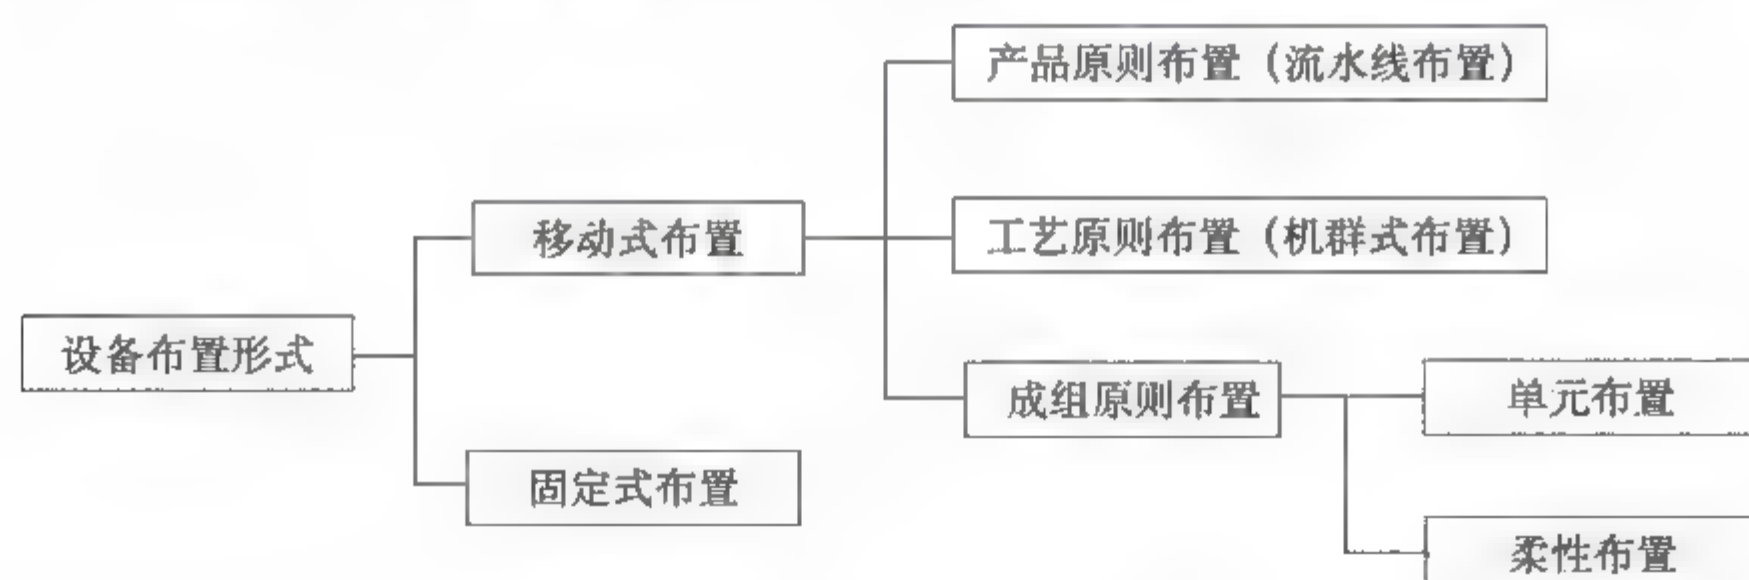 产品原则布置（流水线布置）
移动式布置
工艺原则布置（机群式布置）
设备布置形式
成组原则布置
单元布置
固定式布置
柔性布置